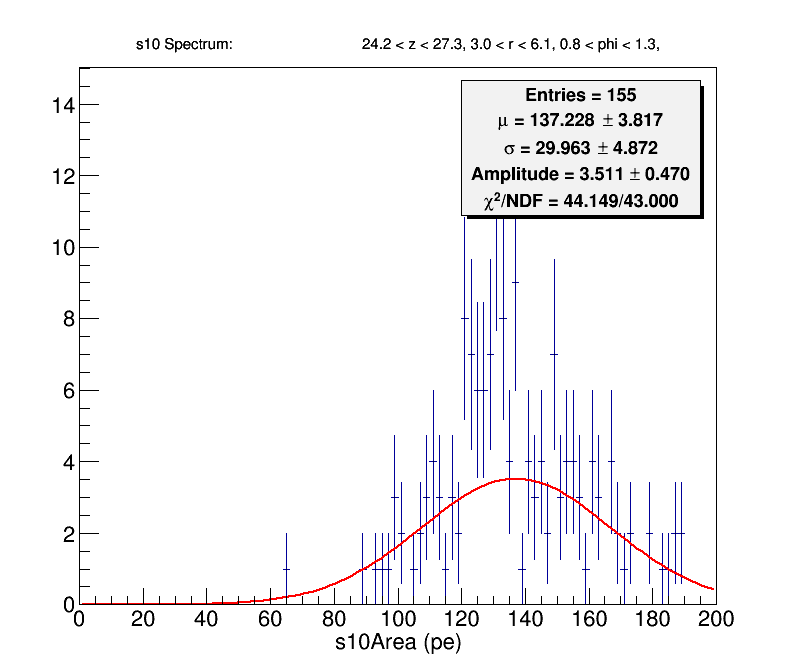 s10 Spectrum: 24.2 < z < 27.3, 3.0 < r < 6.1, 0.8 < phi < 1.3,
Entries = 155
μ = 137.228 ± 3.817
σ = 29.963 ± 4.872
Amplitude = 3.511 ± 0.470
χ²/NDF = 44.149/43.000
14
12
10
8
6
4
2
0
0 20 40 60 80 100 120 140 160 180 200
s10Area (pe)